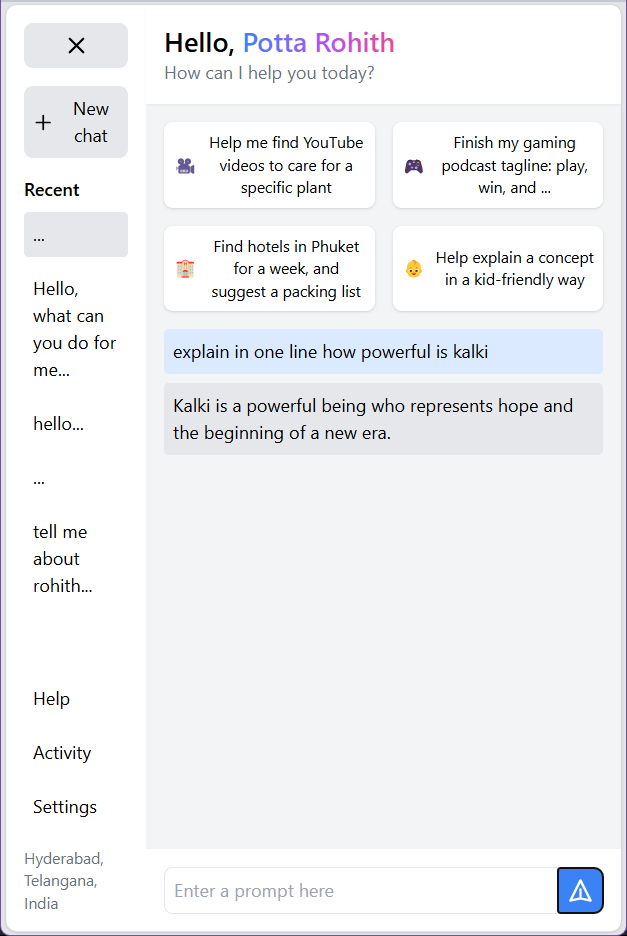 New
chat
Recent
...
Hello,
what can
you do for
me...
hello...
...
tell me
about
rohith...
Help
Activity
Settings
Hyderabad,
Telangana,
India
Hello, Potta Rohith
How can I help you today?
Help me find YouTube
videos to care for a
specific plant
Finish my gaming
podcast tagline: play,
win, and ...
Find hotels in Phuket
for a week, and
suggest a packing list
Help explain a concept
in a kid-friendly way
explain in one line how powerful is kalki
Kalki is a powerful being who represents hope and
the beginning of a new era.
Enter a prompt here